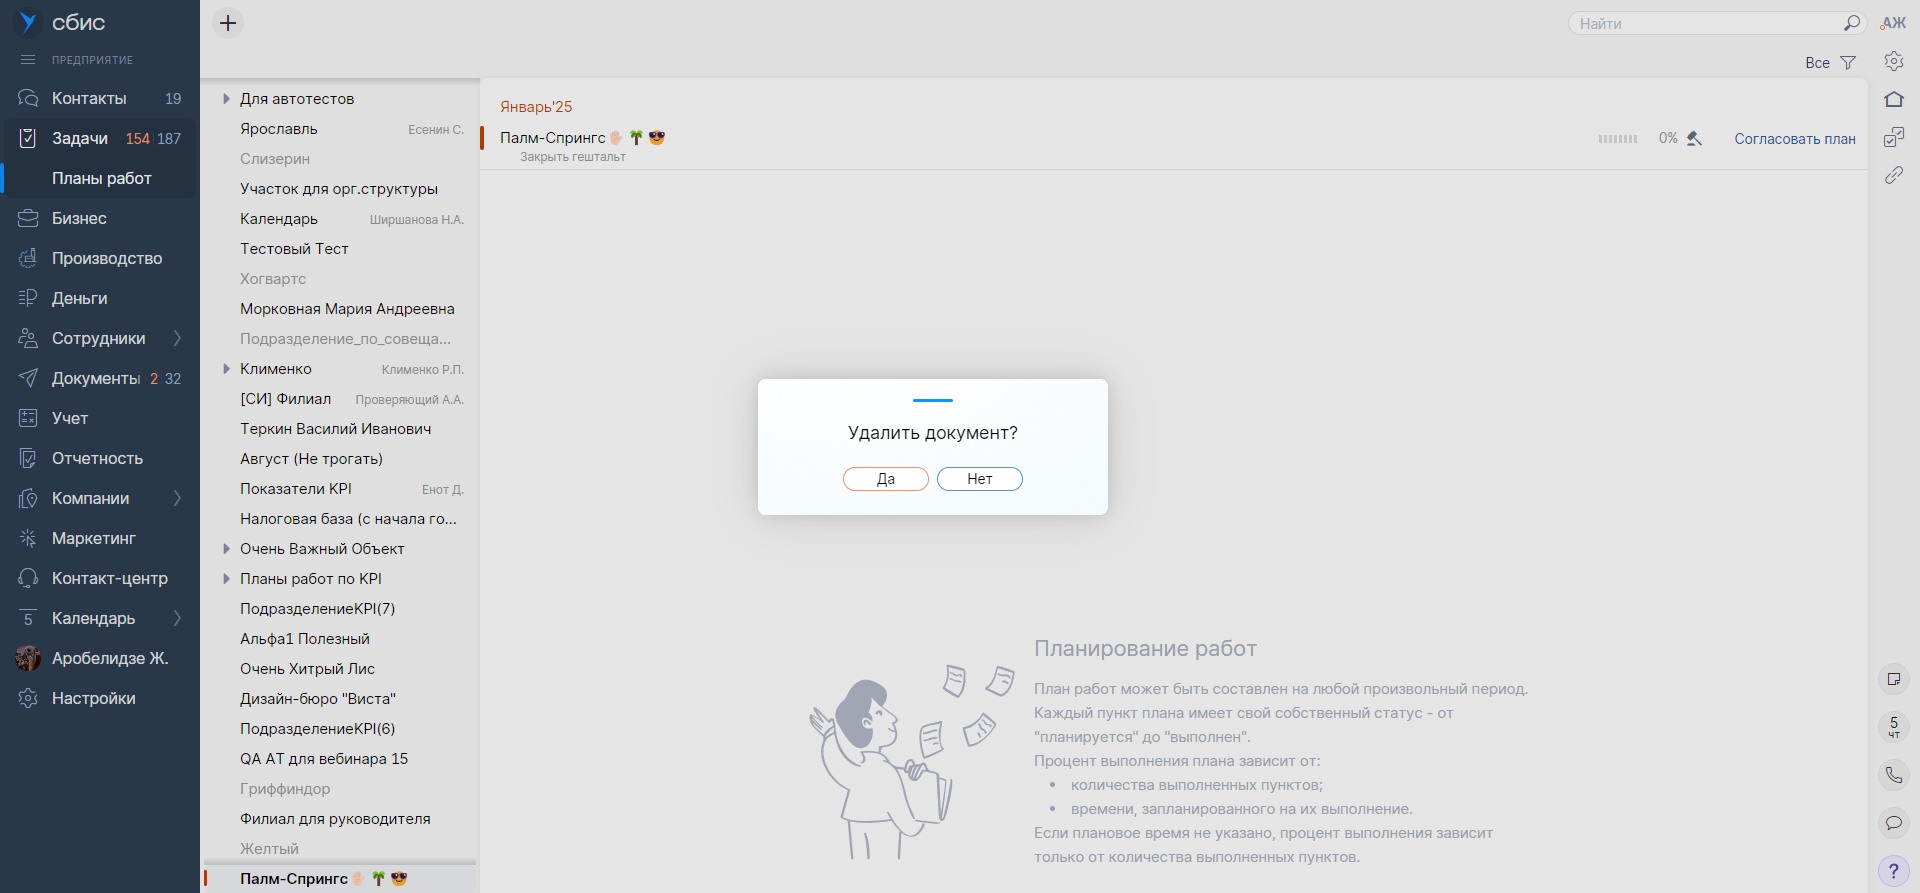 сбис
ПРЕДПРИЯТИЕ
Контакты 19
Задачи 154 187
Планы работ
Бизнес
Производство
Деньги
Сотрудники
Документы 2 32
Учет
Отчетность
Компании
Маркетинг
Контакт-центр
5 Календарь
Аробелидзе Ж.
Настройки
Найти
АЖ
Все
Для автотестов
Ярославль Есенин С.
Слизерин
Участок для орг.структуры
Календарь Ширшанова Н.А.
Тестовый Тест
Хогвартс
Морковная Мария Андреевна
Подразделение_по_совеща...
Клименко Клименко Р.П.
[СИ] Филиал Проверяющий А.А.
Теркин Василий Иванович
Август (Не трогать)
Показатели KPI Енот Д.
Налоговая база (с начала го...
Очень Важный Объект
Планы работ по KPI
ПодразделениеKPI(7)
Альфа1 Полезный
Очень Хитрый Лис
Дизайн-бюро "Виста"
ПодразделениеKPI(6)
QA АТ для вебинара 15
Гриффиндор
Филиал для руководителя
Желтый
Палм-Спрингс✋🏻🌴😎
Январь'25
Палм-Спрингс✋🏻🌴😎 0% Согласовать план
Закрыть гештальт
Удалить документ?
Да Нет
Планирование работ
План работ может быть составлен на любой произвольный период.
Каждый пункт плана имеет свой собственный статус - от
"планируется" до "выполнен".
Процент выполнения плана зависит от:
• количества выполненных пунктов;
• времени, запланированного на их выполнение.
Если плановое время не указано, процент выполнения зависит
только от количества выполненных пунктов.
5
чт
?